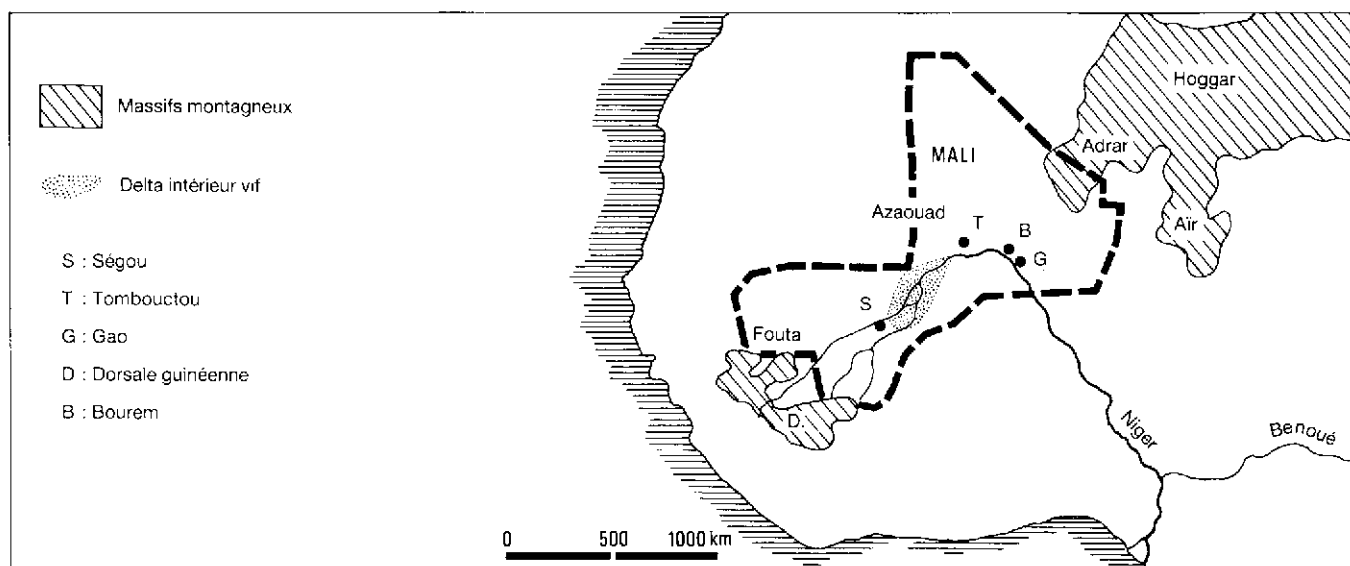 Massifs montagneux
Delta intérieur vif
S : Ségou
T : Tombouctou
G : Gao
D : Dorsale guinéenne
B : Bourem
Hoggar
Adrar
MALI
Azaouad
T
B
Aïr
G
S
Fouta
D.
Niger
Benoué
0 500 1000 km